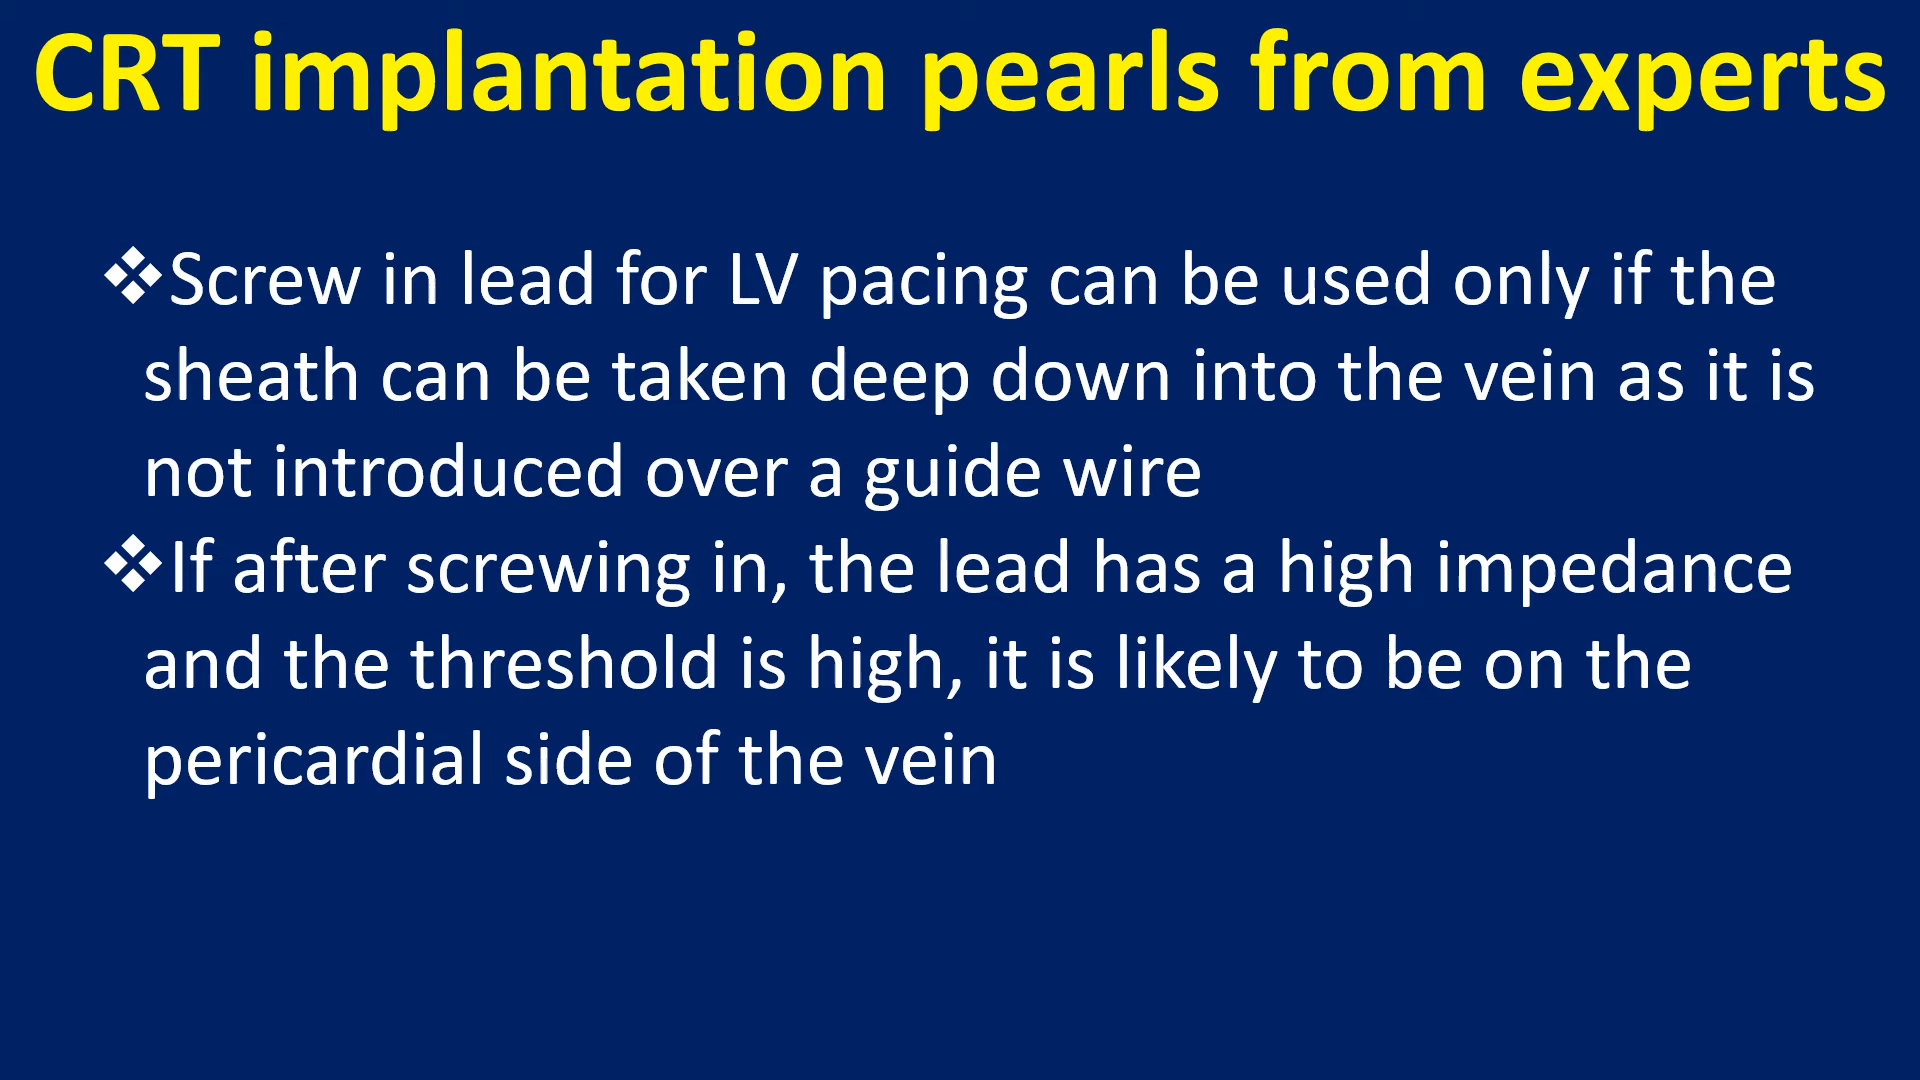 CRT implantation pearls from experts
❖Screw in lead for LV pacing can be used only if the
sheath can be taken deep down into the vein as it is
not introduced over a guide wire
❖If after screwing in, the lead has a high impedance
and the threshold is high, it is likely to be on the
pericardial side of the vein